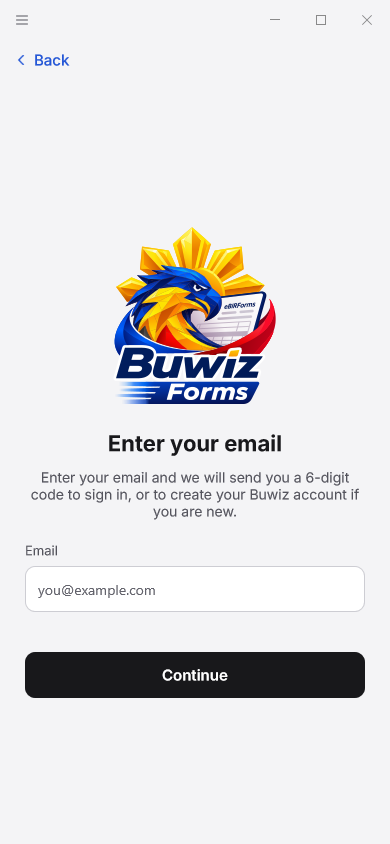 Back
eBIRForms
Buwiz
Forms
Enter your email
Enter your email and we will send you a 6-digit
code to sign in, or to create your Buwiz account if
you are new.
Email
you@example.com
Continue